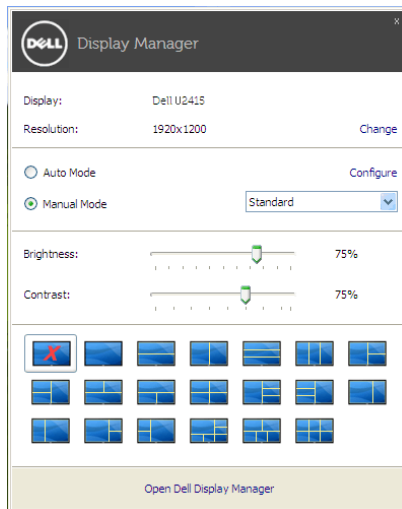 DELL Display Manager
x
Display: Dell U2415
Resolution: 1920x1200 Change
Auto Mode Configure
Manual Mode Standard
Brightness: 75%
Contrast: 75%
Open Dell Display Manager